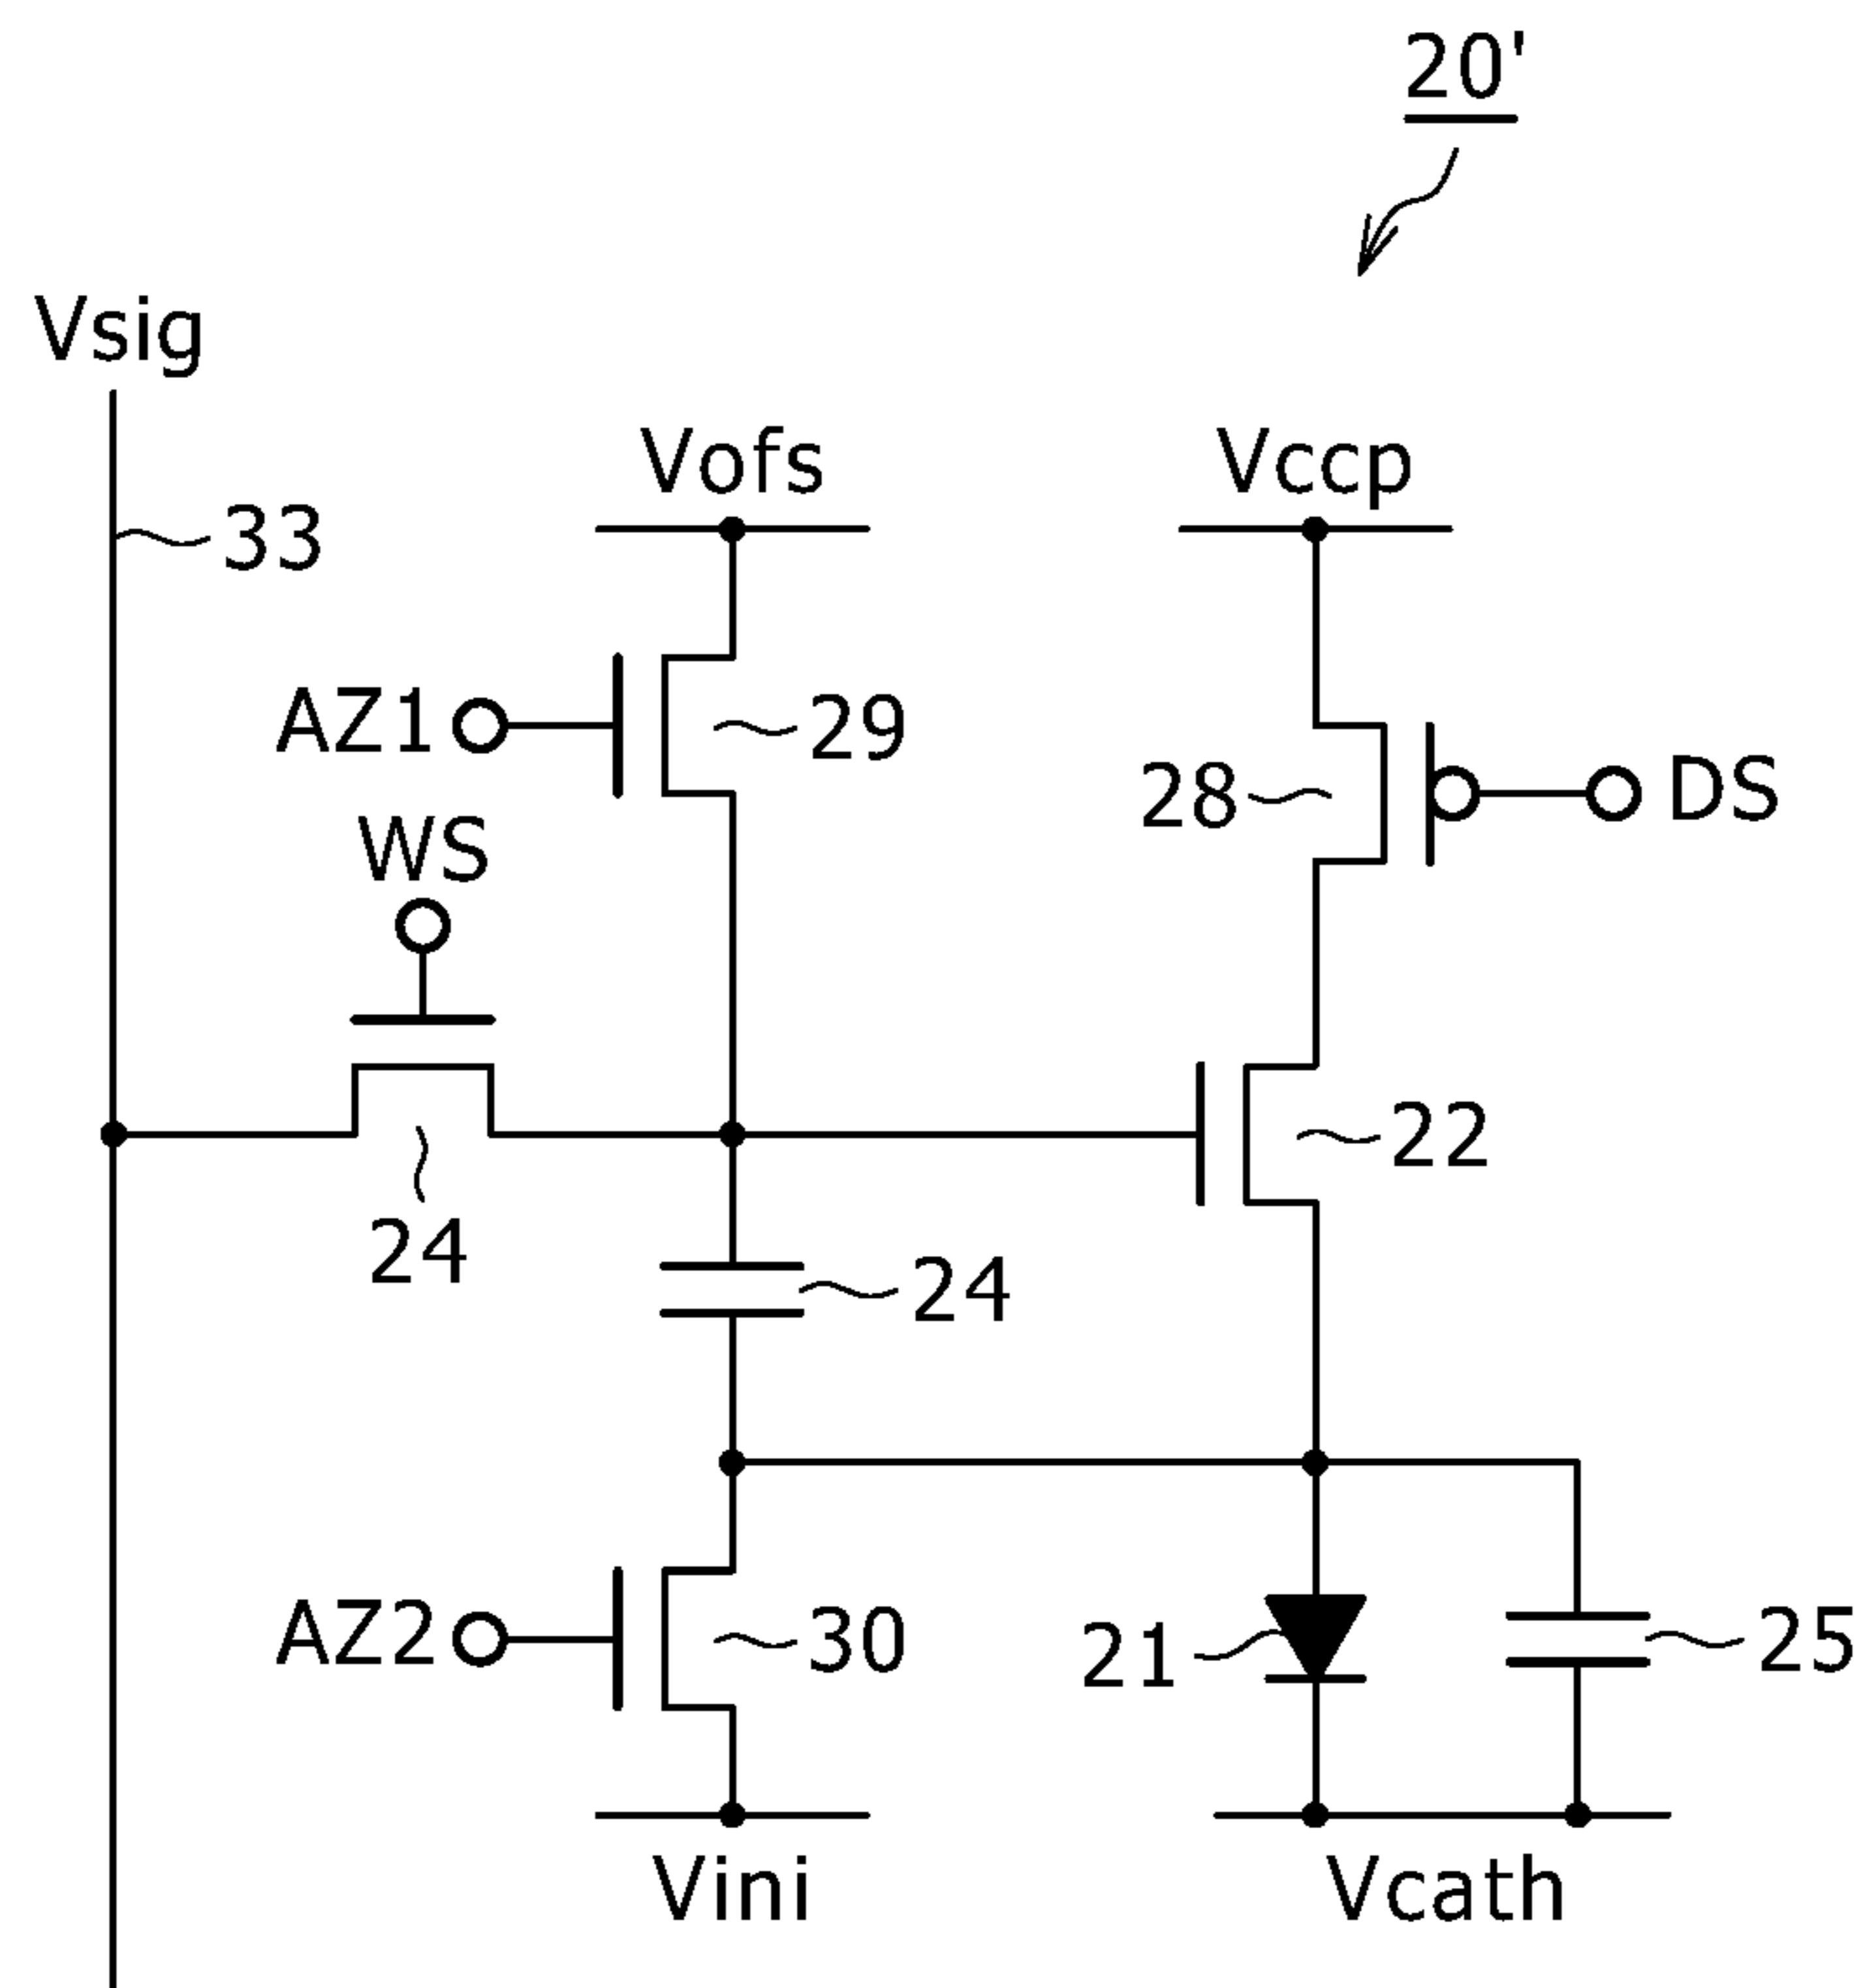 20'
Vsig
Vofs
Vccp
33
AZ1
29
28
DS
WS
22
24
24
AZ2
30
21
25
Vini
Vcath